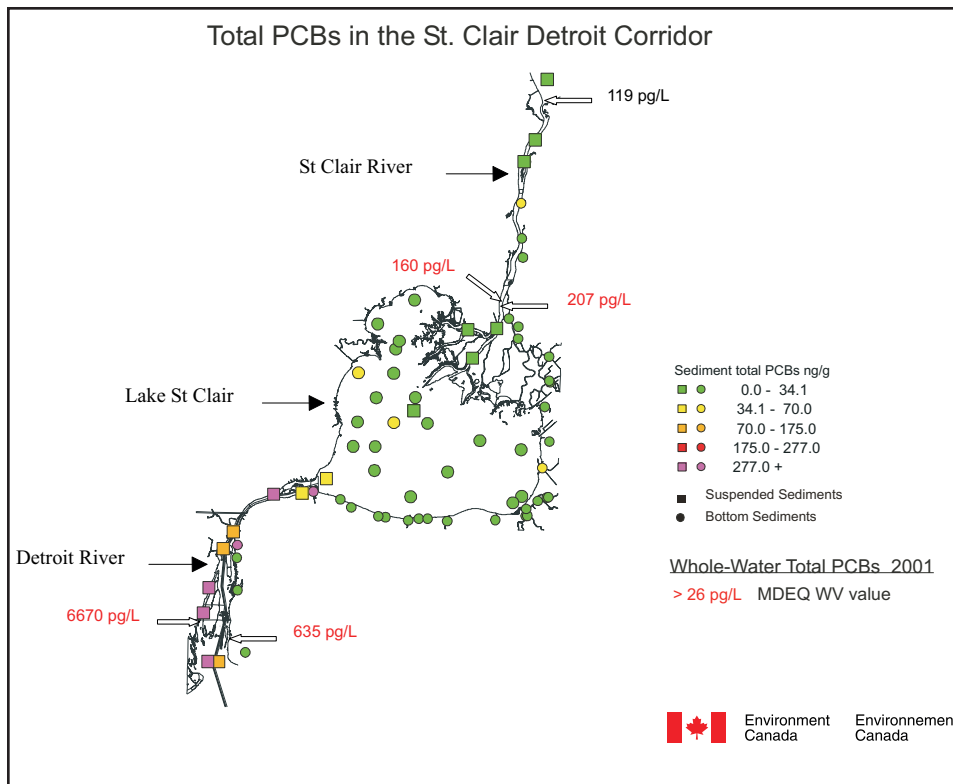 Total PCBs in the St. Clair Detroit Corridor
119 pg/L
St Clair River
160 pg/L
207 pg/L
Lake St Clair
Sediment total PCBs ng/g
0.0 - 34.1
34.1 - 70.0
70.0 - 175.0
175.0 - 277.0
277.0 +
Suspended Sediments
Bottom Sediments
Detroit River
Whole-Water Total PCBs 2001
> 26 pg/L MDEQ WV value
6670 pg/L
635 pg/L
Environment Environnemen
Canada Canada